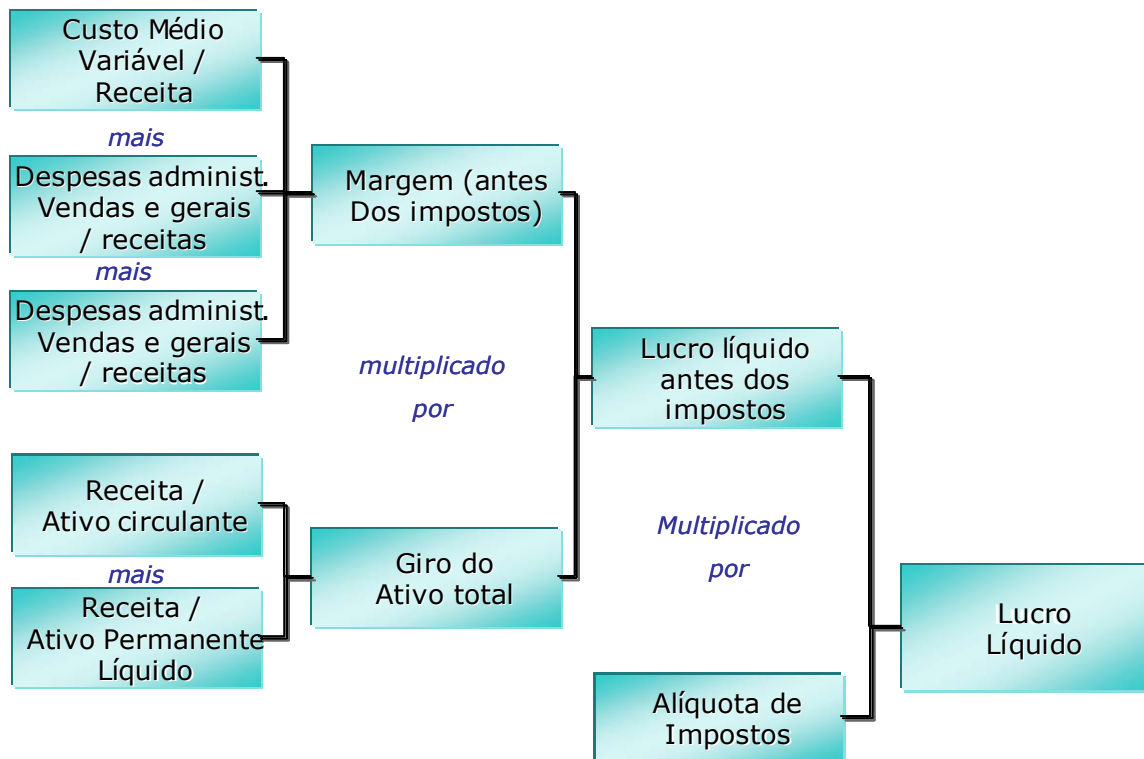 Custo Médio
Variável /
Receita
mais
Despesas administ.
Vendas e gerais
/ receitas
mais
Despesas administ.
Vendas e gerais
/ receitas
Margem (antes
Dos impostos)
multiplicado
por
Receita /
Ativo circulante
mais
Receita /
Ativo Permanente
Líquido
Giro do
Ativo total
Lucro líquido
antes dos
impostos
Multiplicado
por
Alíquota de
Impostos
Lucro
Líquido